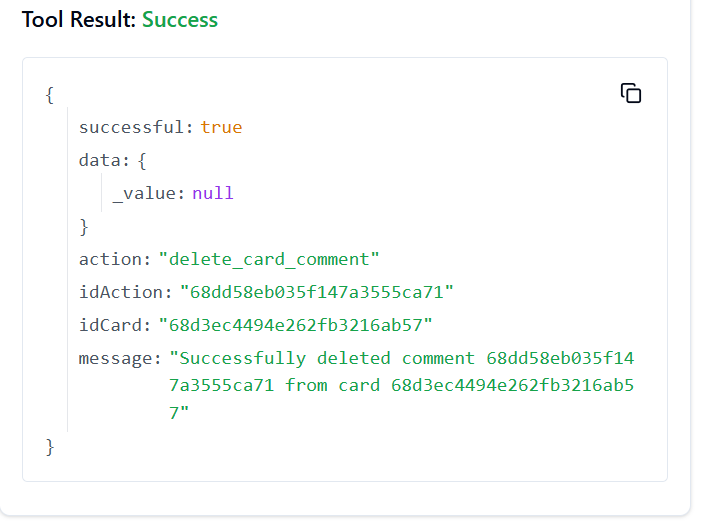 Tool Result: Success
{
successful: true
data: {
_value: null
}
action: "delete_card_comment"
idAction: "68dd58eb035f147a3555ca71"
idCard: "68d3ec4494e262fb3216ab57"
message: "Successfully deleted comment 68dd58eb035f14
7a3555ca71 from card 68d3ec4494e262fb3216ab5
7"
}